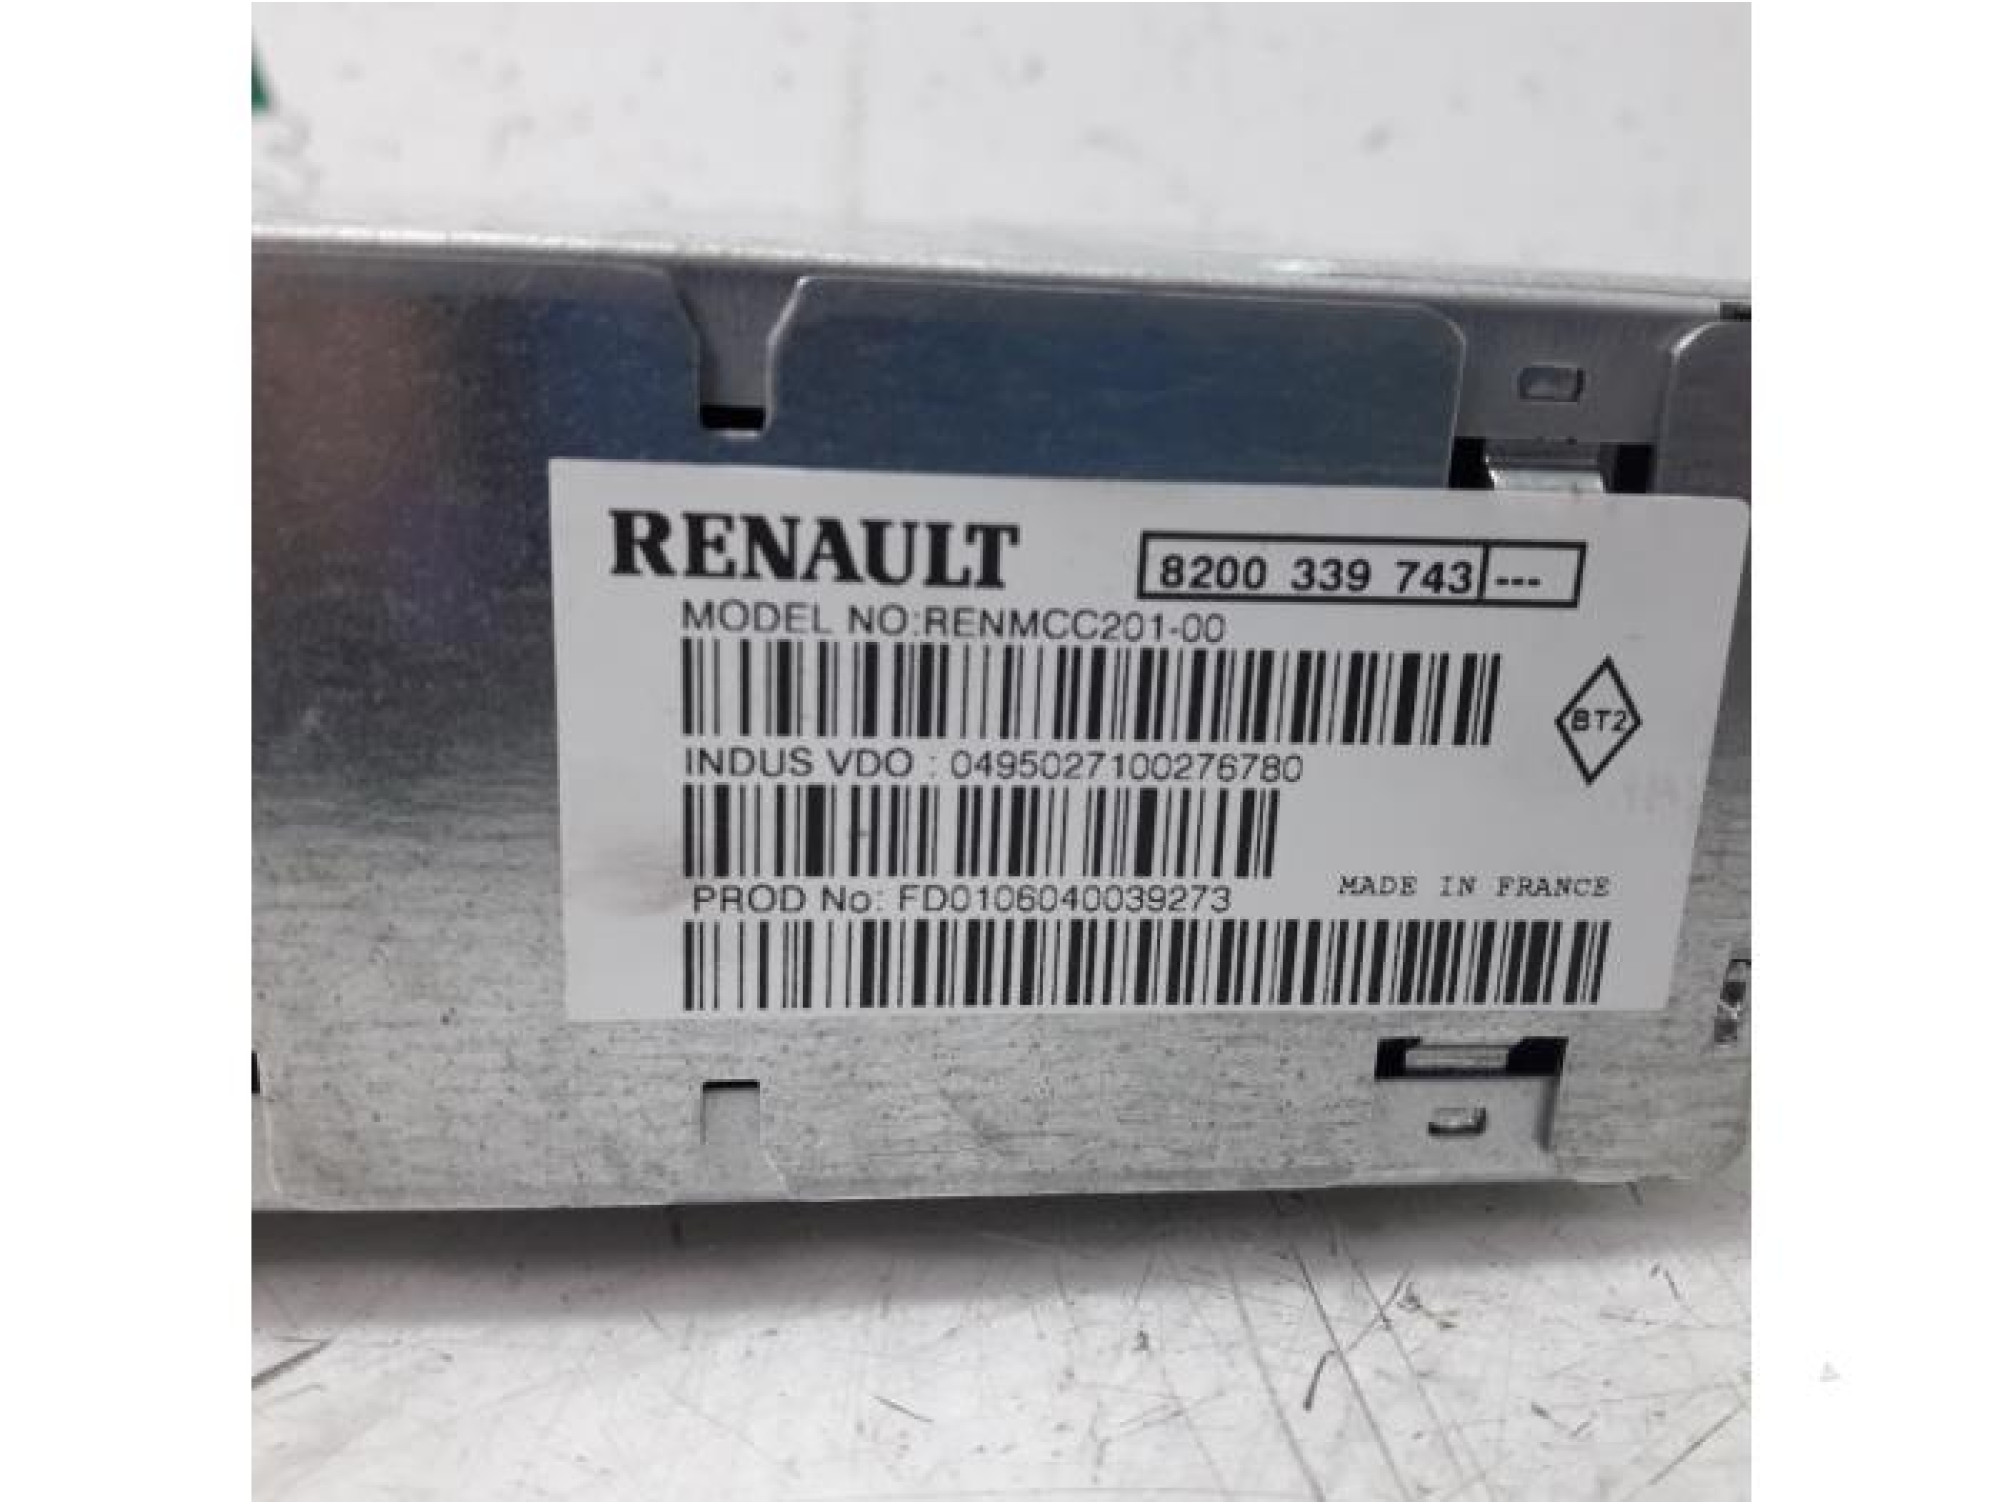 RENAULT
8200 339 743 ---
MODEL NO:RENMCC201-00
BT2
INDUS VDO : 0495027100276780
PROD No: FD0106040039273
MADE IN FRANCE